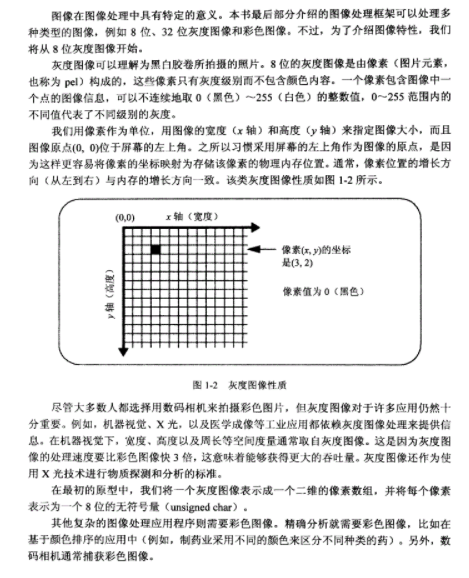 图像在图像处理中具有特定的意义。本书最后部分介绍的图像处理框架可以处理多
种类型的图像，例如 8 位、32 位灰度图像和彩色图像。不过，为了介绍图像特性，我们
将从 8 位灰度图像开始。
灰度图像可以理解为黑白胶卷所拍摄的照片。8 位的灰度图像是由像素（图片元素，
也称为 pel）构成的，这些像素只有灰度级别而不包含颜色内容。一个像素包含图像中一
个点的图像信息，可以不连续地取 0（黑色）～255（白色）的整数值，0～255 范围内的
不同值代表了不同级别的灰度。
我们用像素作为单位，用图像的宽度（x 轴）和高度（y 轴）来指定图像大小，而且
图像原点(0, 0)位于屏幕的左上角。之所以习惯采用屏幕的左上角作为图像的原点，是因
为这样更容易将像素的坐标映射为存储该像素的物理内存位置。通常，像素位置的增长方
向（从左到右）与内存的增长方向一致。该类灰度图像性质如图 1-2 所示。
(0,0) x 轴（宽度）
y 轴（高度）
像素(x, y)的坐标
是(3, 2)
像素值为 0（黑色）
图 1-2 灰度图像性质
尽管大多数人都选择用数码相机来拍摄彩色图片，但灰度图像对于许多应用仍然十
分重要。例如，机器视觉、X 光，以及医学成像等工业应用都依赖灰度图像处理来提供信
息。在机器视觉下，宽度、高度以及周长等空间度量通常取自灰度图像。这是因为灰度图
像的处理速度要比彩色图像快 3 倍，这意味着能够获得更大的吞吐量。灰度图像还作为使
用 X 光技术进行物质探测和分析的标准。
在最初的原型中，我们将一个灰度图像表示成一个二维的像素数组，并将每个像素
表示为一个 8 位的无符号量（unsigned char）。
其他复杂的图像处理应用程序则需要彩色图像。精确分析就需要彩色图像，比如在
基于颜色排序的应用中（例如，制药业采用不同的颜色来区分不同种类的药）。另外，数
码相机通常捕获彩色图像。